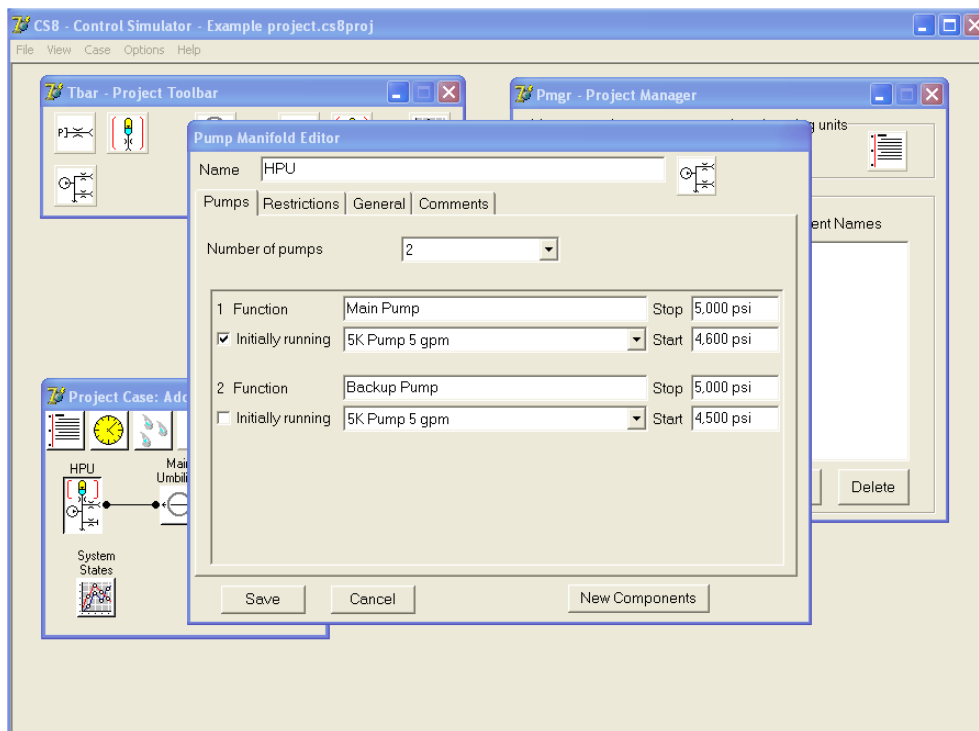 CS8 - Control Simulator - Example project.cs8proj
File View Case Options Help
Tbar - Project Toolbar
Pmgr - Project Manager
units
Pump Manifold Editor
Name HPU
Pumps Restrictions General Comments
ent Names
Number of pumps 2
1 Function Main Pump Stop 5,000 psi
Initially running 5K Pump 5 gpm Start 4,600 psi
2 Function Backup Pump Stop 5,000 psi
Initially running 5K Pump 5 gpm Start 4,500 psi
Project Case: Add
HPU
Mai
Umbili
Delete
System
States
Save Cancel New Components